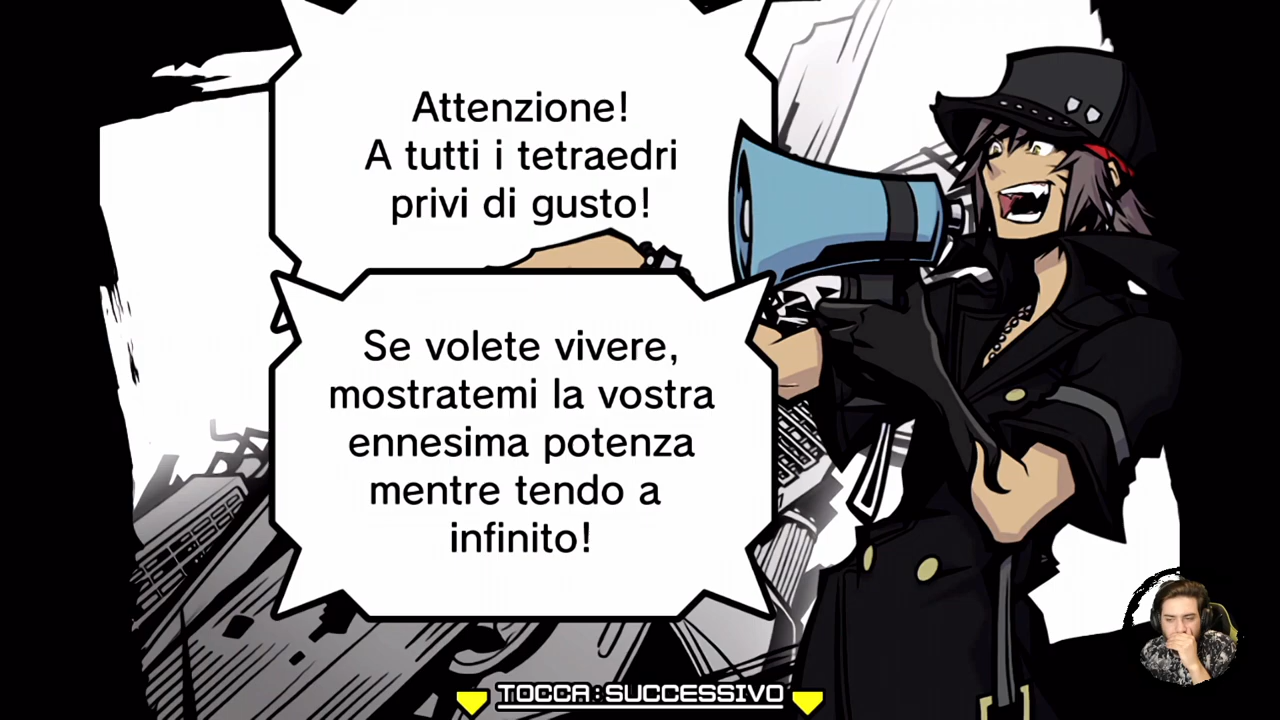 Attenzione!
A tutti i tetraedri
privi di gusto!
Se volete vivere,
mostratemi la vostra
ennesima potenza
mentre tendo a
infinito!
TOCCA:SUCCESSIVO